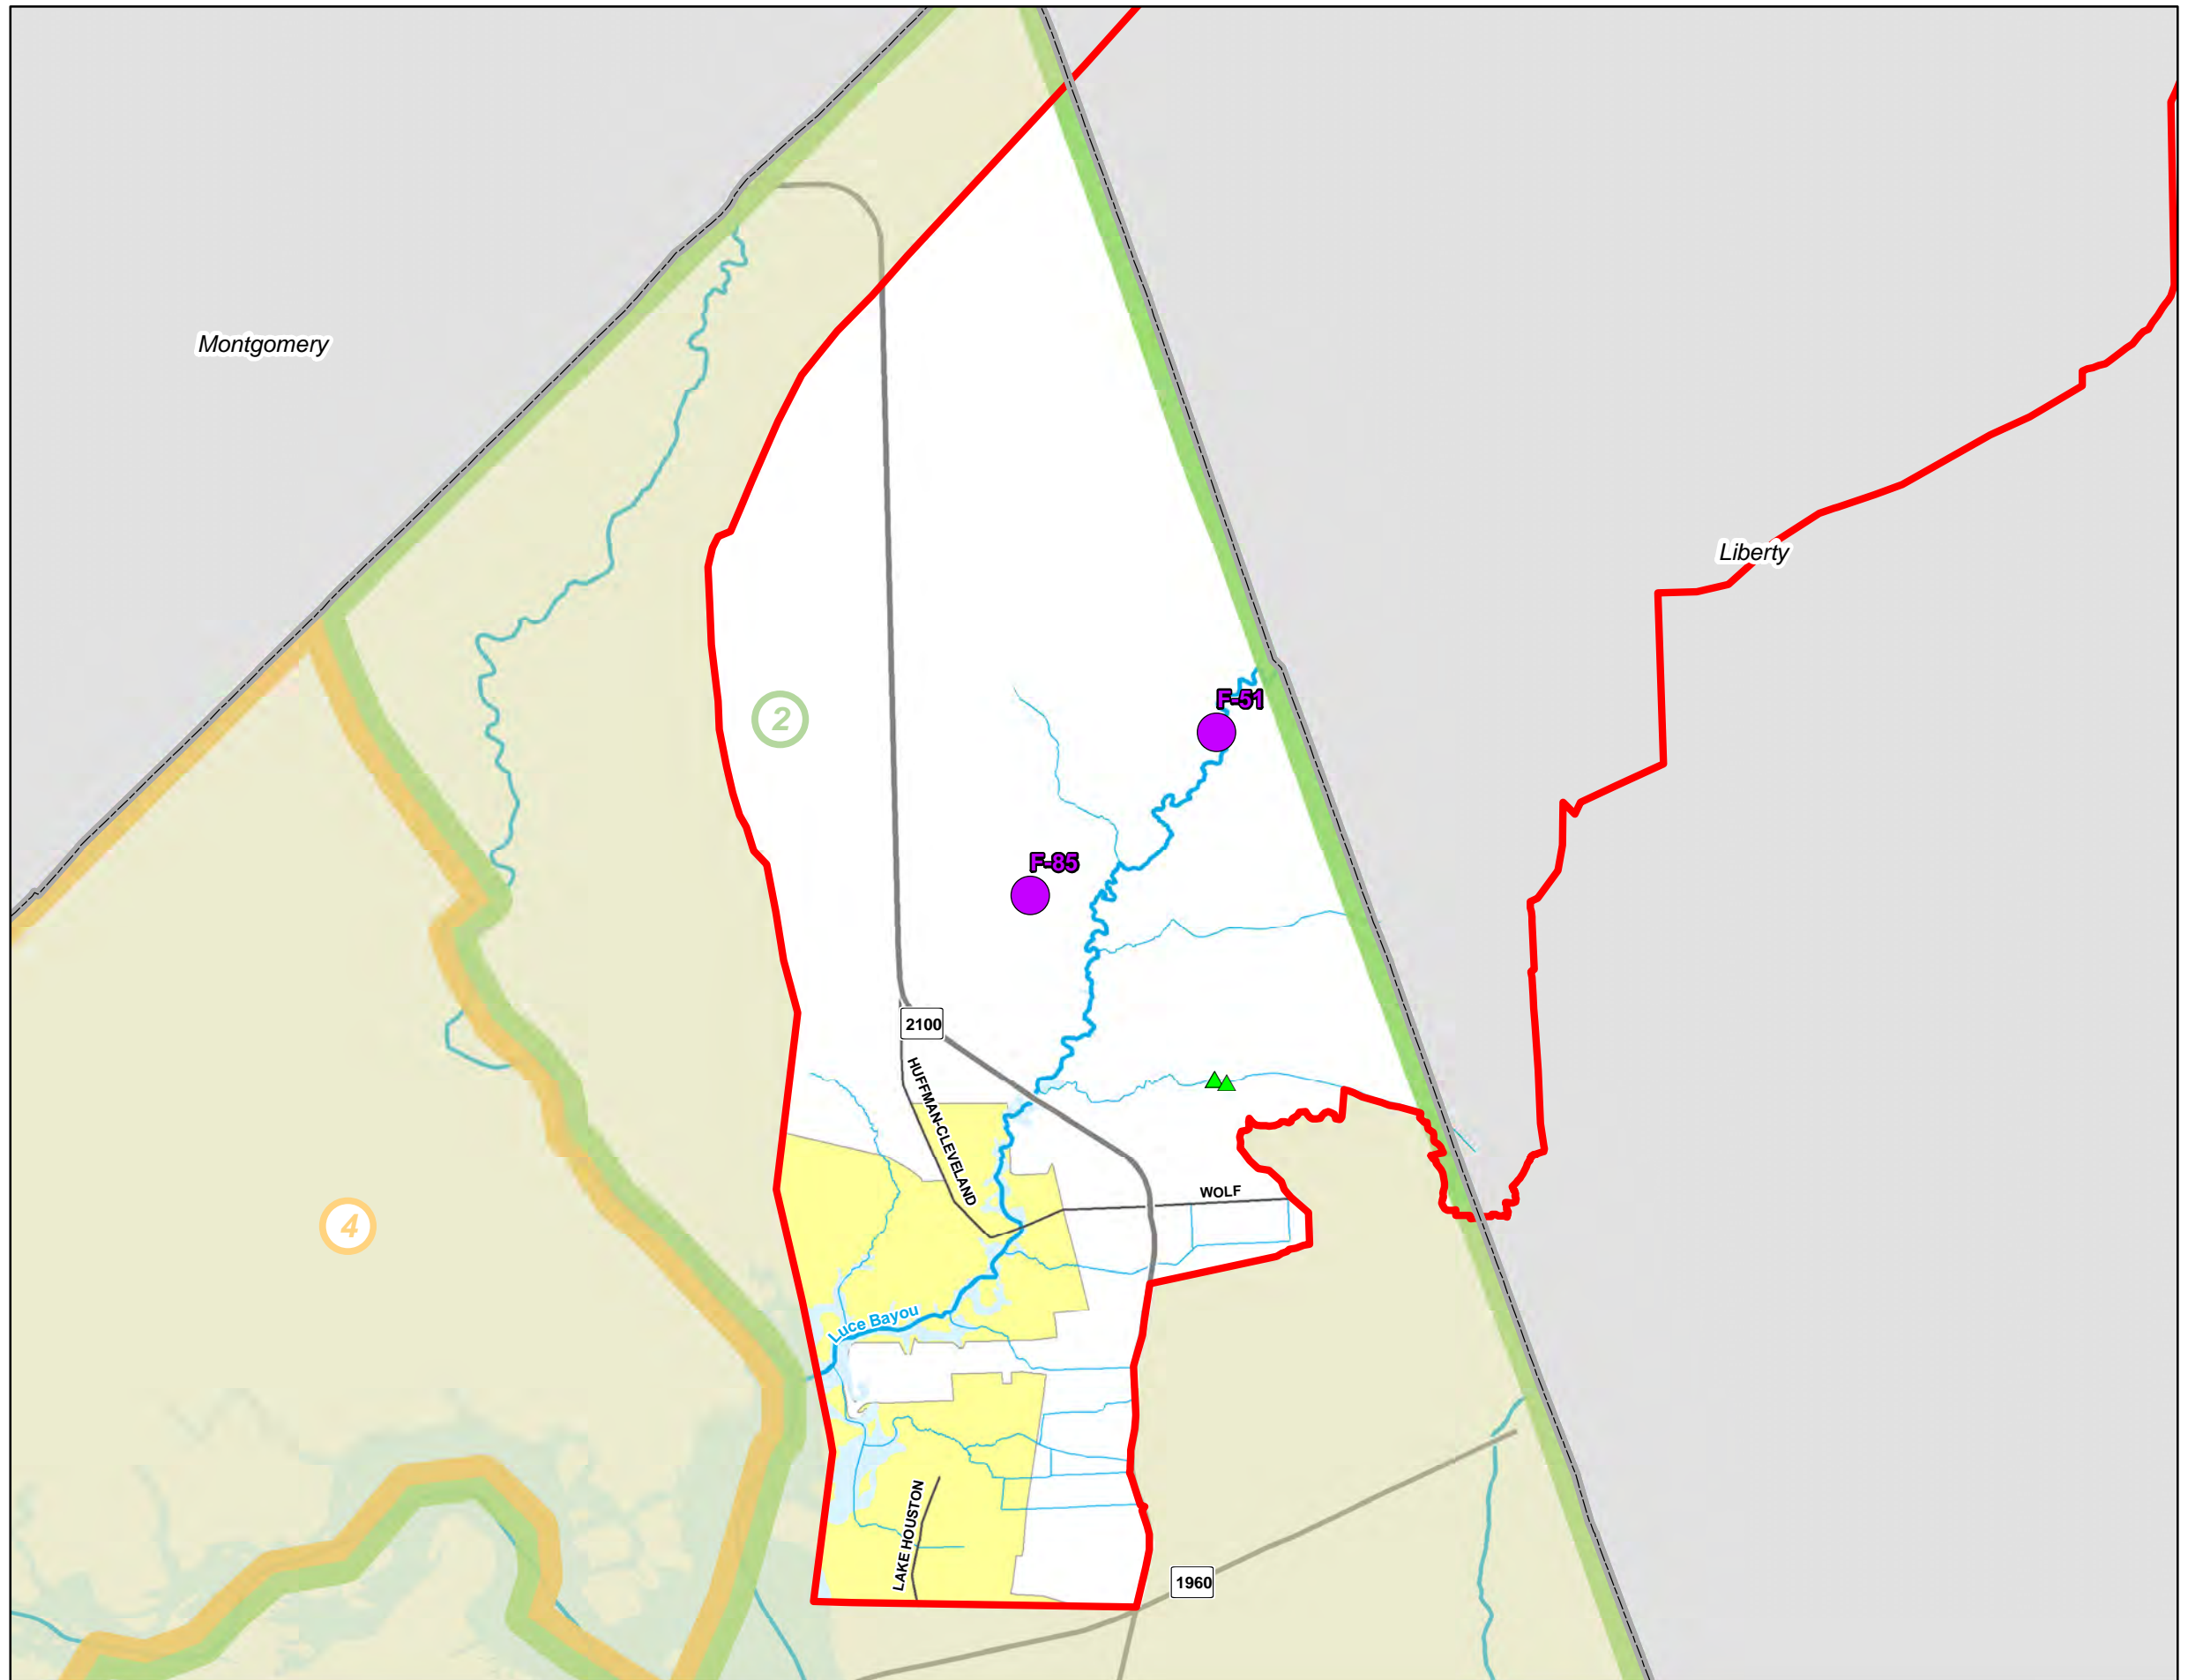 Montgomery
Liberty
F-51
2
F-85
2100
HUFFMAN-CLEVELAND
WOLF
4
Luce Bayou
LAKE HOUSTON
1960